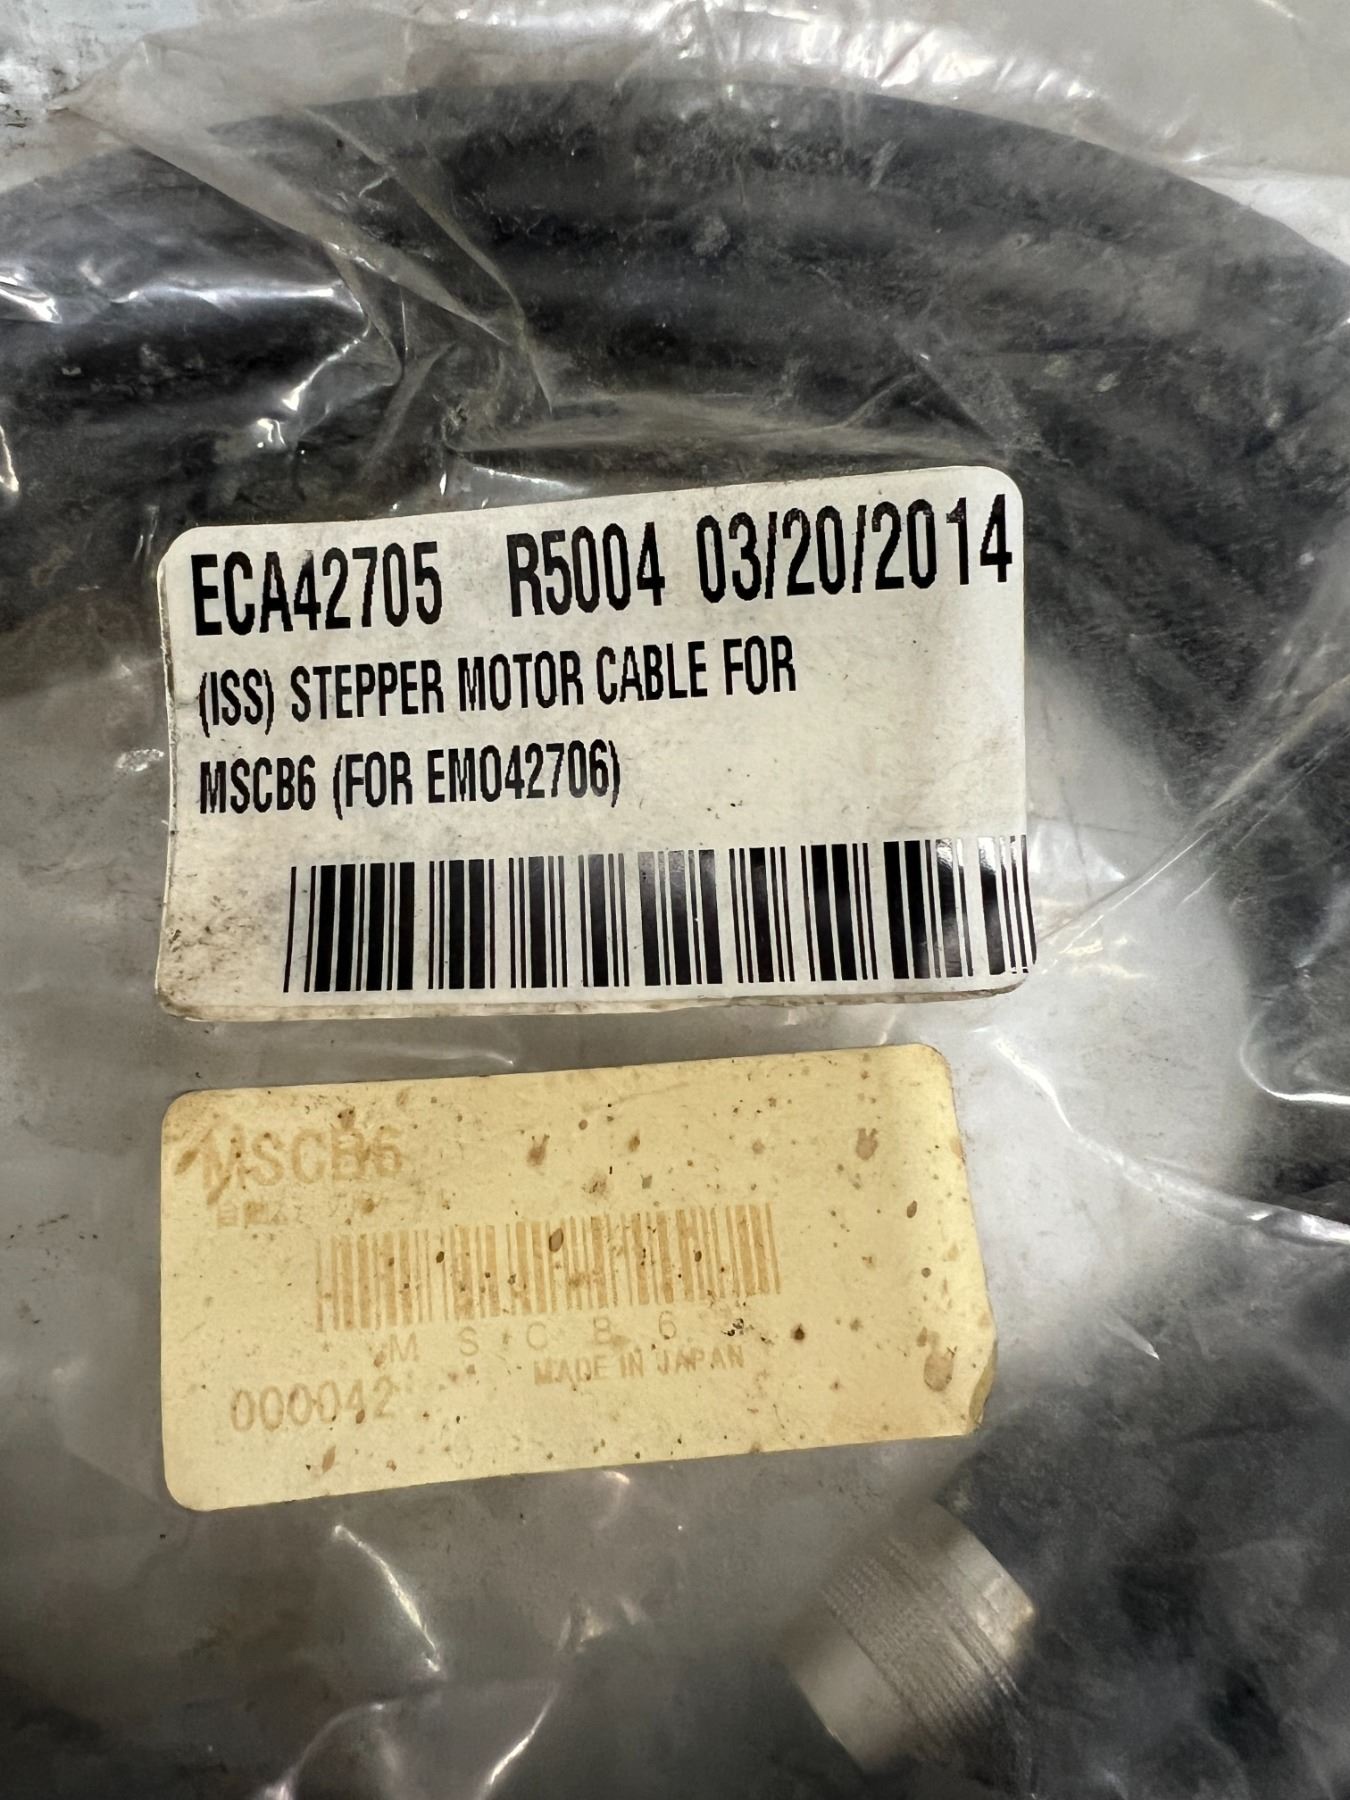 ECA42705 R5004 03/20/2014
(ISS) STEPPER MOTOR CABLE FOR
MSCB6 (FOR EMO42706)
MSCB6
M S C B 6
MADE IN JAPAN
000042